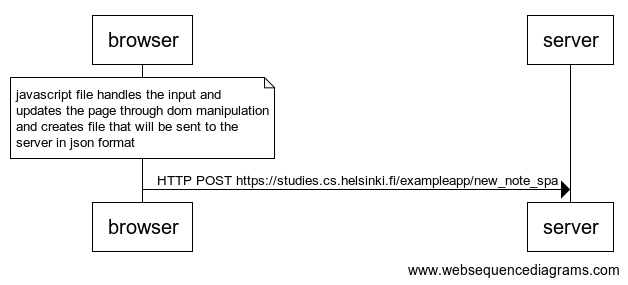 browser
server
javascript file handles the input and
updates the page through dom manipulation
and creates file that will be sent to the
server in json format
HTTP POST https://studies.cs.helsinki.fi/exampleapp/new_note_spa
browser
server
www.websequencediagrams.com